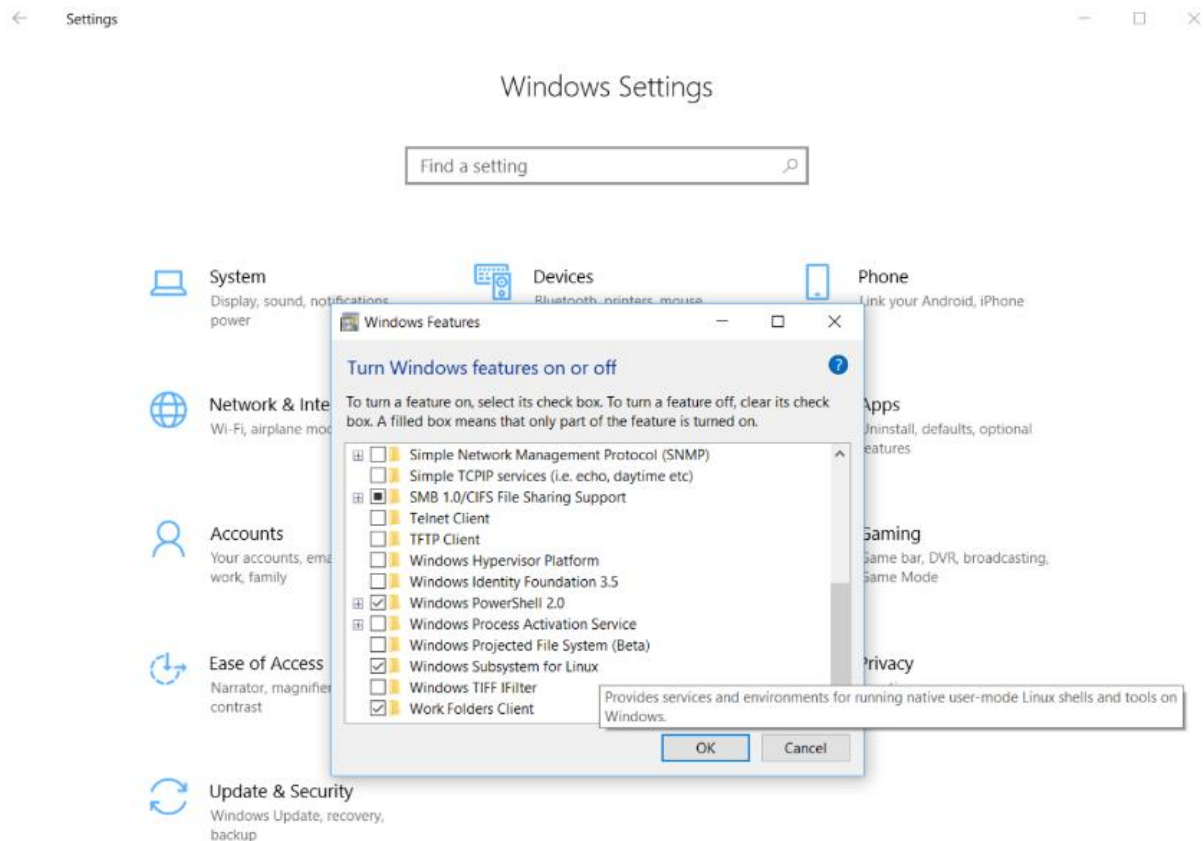 Settings
Windows Settings
Find a setting
System
Display, sound, notifications
power
Devices
Bluetooth, printers, mouse
Phone
Link your Android, iPhone
Network & Inte
Wi-Fi, airplane mod
Apps
Uninstall, defaults, optional
features
Accounts
Your accounts, ema
work, family
Gaming
Game bar, DVR, broadcasting,
Game Mode
Ease of Access
Narrator, magnifier
contrast
Privacy
Update & Security
Windows Update, recovery,
backup
Windows Features
Turn Windows features on or off
To turn a feature on, select its check box. To turn a feature off, clear its check
box. A filled box means that only part of the feature is turned on.
Simple Network Management Protocol (SNMP)
Simple TCPIP services (i.e. echo, daytime etc)
SMB 1.0/CIFS File Sharing Support
Telnet Client
TFTP Client
Windows Hypervisor Platform
Windows Identity Foundation 3.5
Windows PowerShell 2.0
Windows Process Activation Service
Windows Projected File System (Beta)
Windows Subsystem for Linux
Windows TIFF IFilter
Work Folders Client
Provides services and environments for running native user-mode Linux shells and tools on
Windows.
OK
Cancel